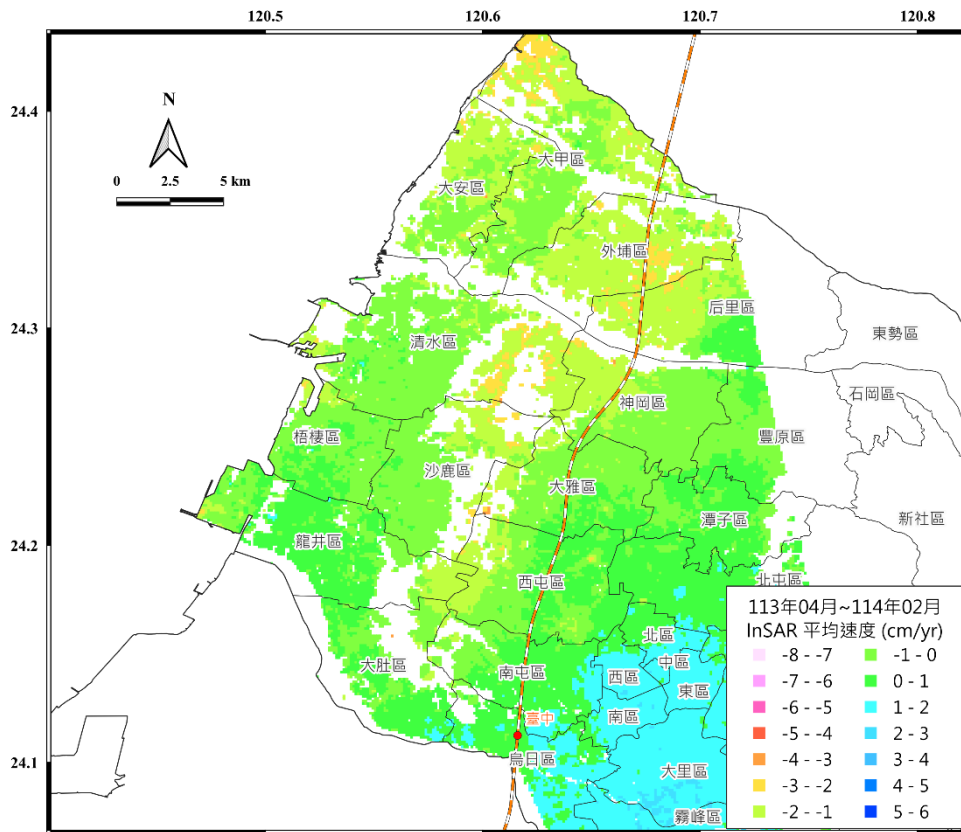 120.5 120.6 120.7 120.8
24.4
N
0 2.5 5 km
大甲區
大安區
外埔區
24.3
后里區
東勢區
清水區
石岡區
神岡區
梧棲區
豐原區
沙鹿區
大雅區
潭子區
新社區
24.2
龍井區
西屯區
北屯區
北區
大肚區
南屯區
西區
中區
東區
南區
臺中
24.1
烏日區
大里區
霧峰區
113年04月~114年02月
InSAR 平均速度 (cm/yr)
-8 - -7 -1 - 0
-7 - -6 0 - 1
-6 - -5 1 - 2
-5 - -4 2 - 3
-4 - -3 3 - 4
-3 - -2 4 - 5
-2 - -1 5 - 6